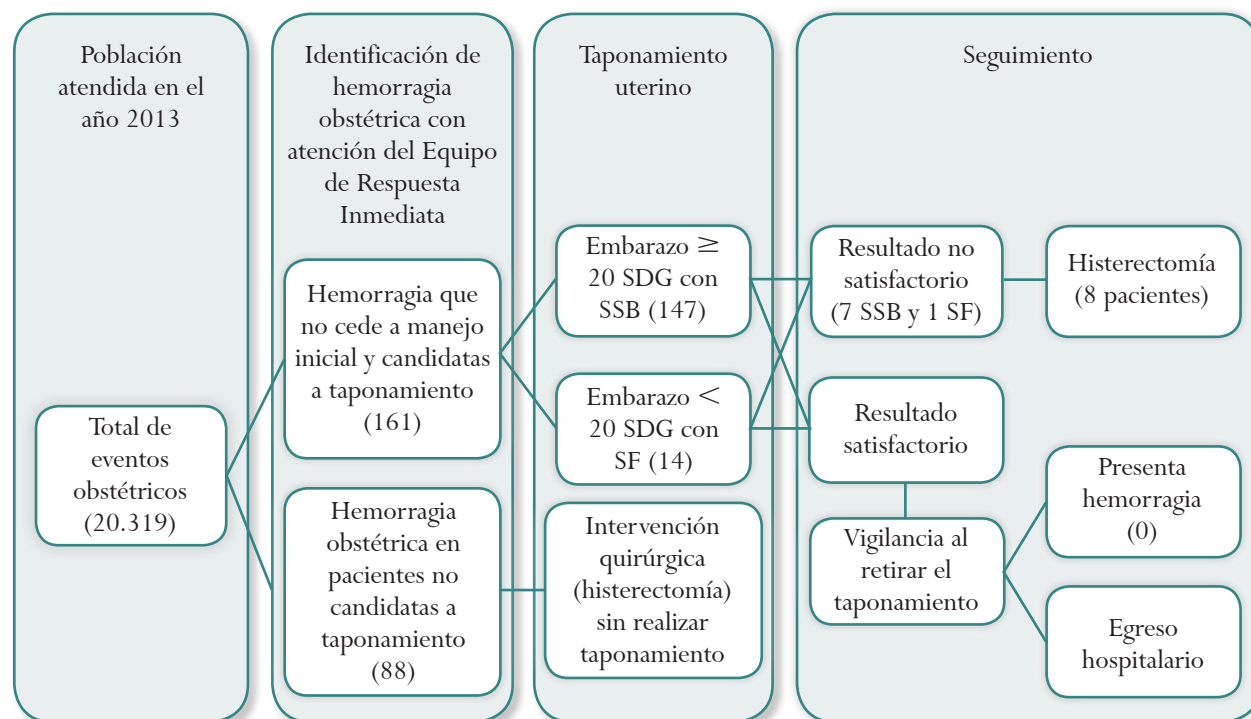 Población
atendida en el
año 2013
Identificación de
hemorragia
obstétrica con
atención del Equipo
de Respuesta
Inmediata
Taponamiento
uterino
Seguimiento
Total de
eventos
obstétricos
(20.319)
Hemorragia que
no cede a manejo
inicial y candidatas
a taponamiento
(161)
Hemorragia
obstétrica en
pacientes no
candidatas a
taponamiento
(88)
Embarazo ≥
20 SDG con
SSB (147)
Embarazo <
20 SDG con
SF (14)
Intervención
quirúrgica
(histerectomía)
sin realizar
taponamiento
Resultado no
satisfactorio
(7 SSB y 1 SF)
Histerectomía
(8 pacientes)
Resultado
satisfactorio
Vigilancia al
retirar el
taponamiento
Presenta
hemorragia
(0)
Egreso
hospitalario